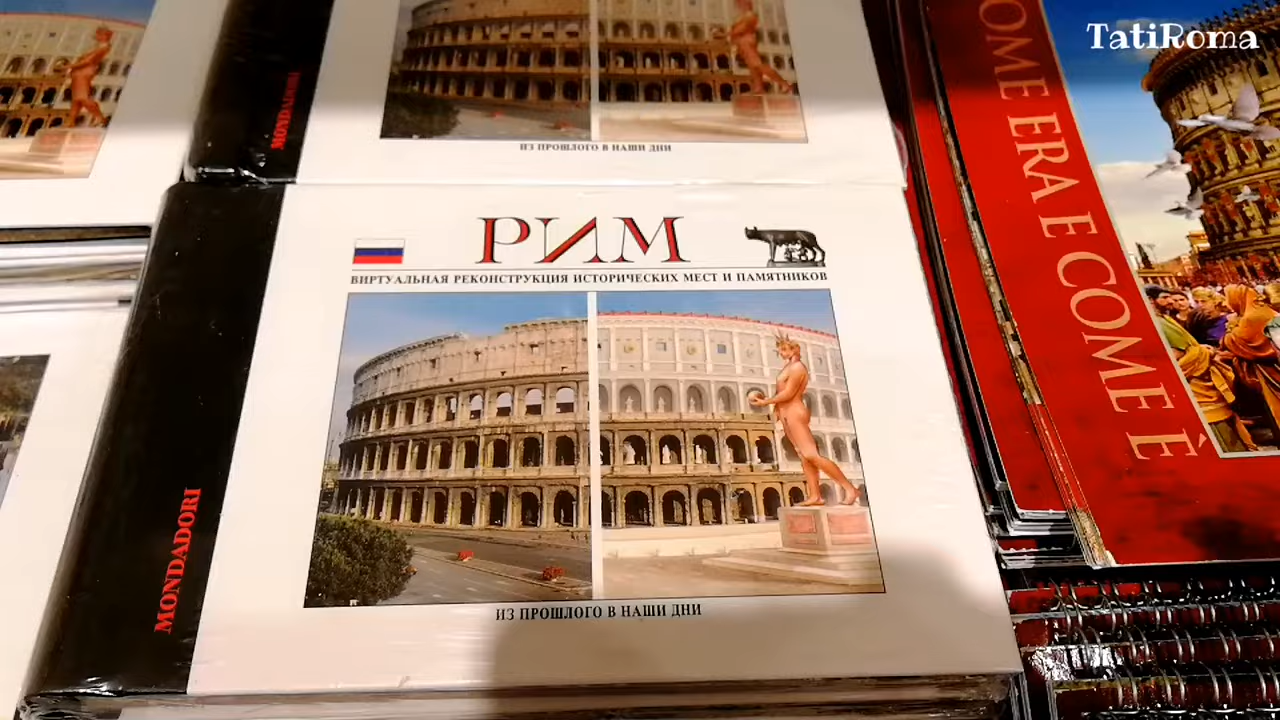 TatiRoma
MONDADORI
ИЗ ПРОШЛОГО В НАШИ ДНИ
РИМ
ВИРТУАЛЬНАЯ РЕКОНСТРУКЦИЯ ИСТОРИЧЕСКИХ МЕСТ И ПАМЯТНИКОВ
ИЗ ПРОШЛОГО В НАШИ ДНИ
MONDADORI
OME ERA E COME È